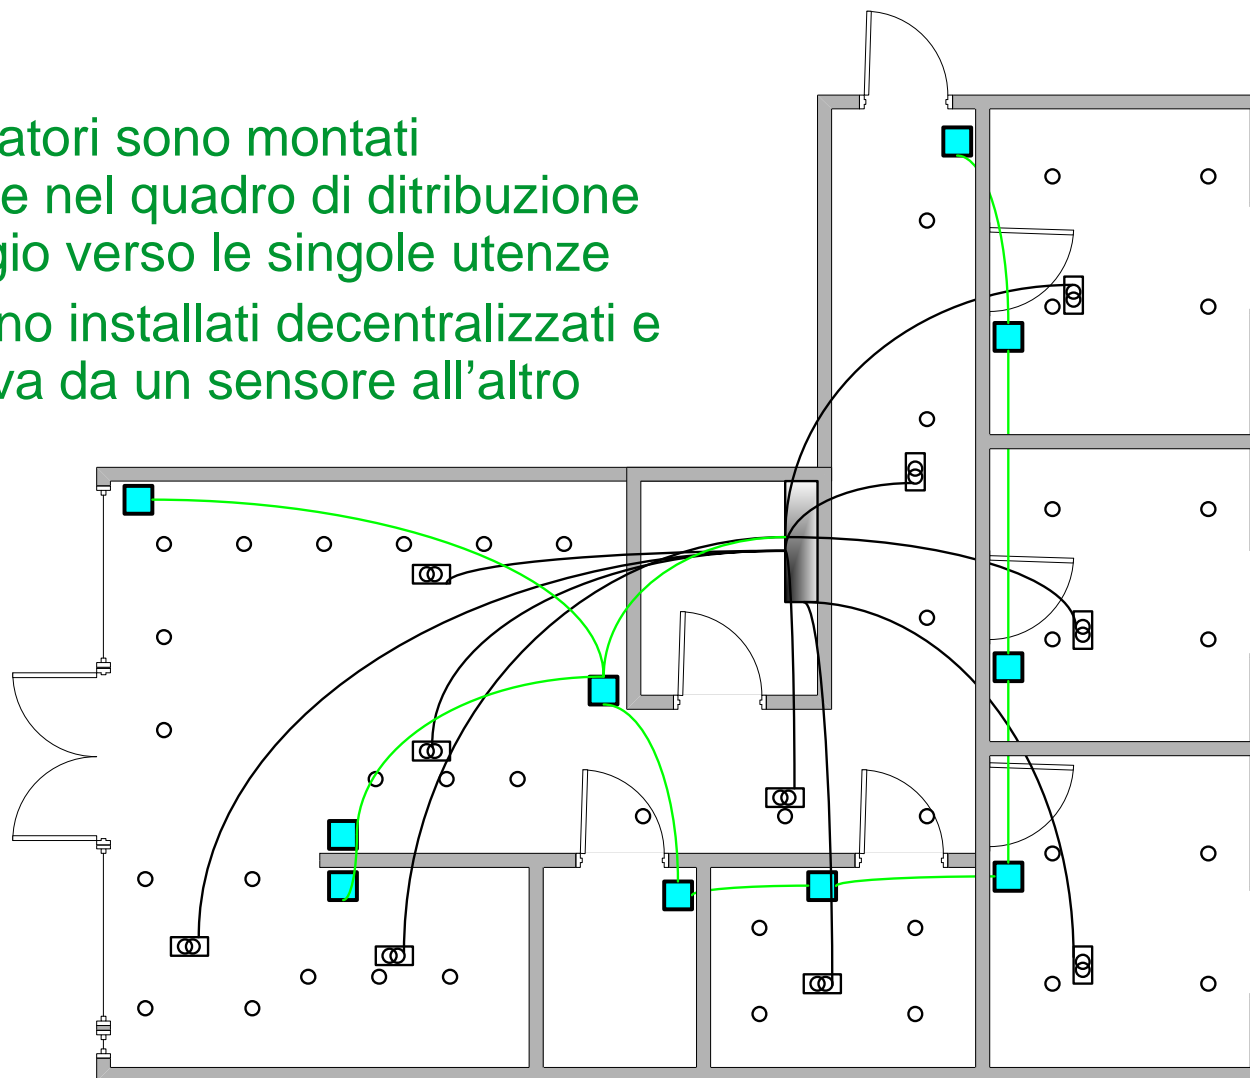 atori sono montati
e nel quadro di ditribuzione
gio verso le singole utenze
no installati decentralizzati e
va da un sensore all’altro